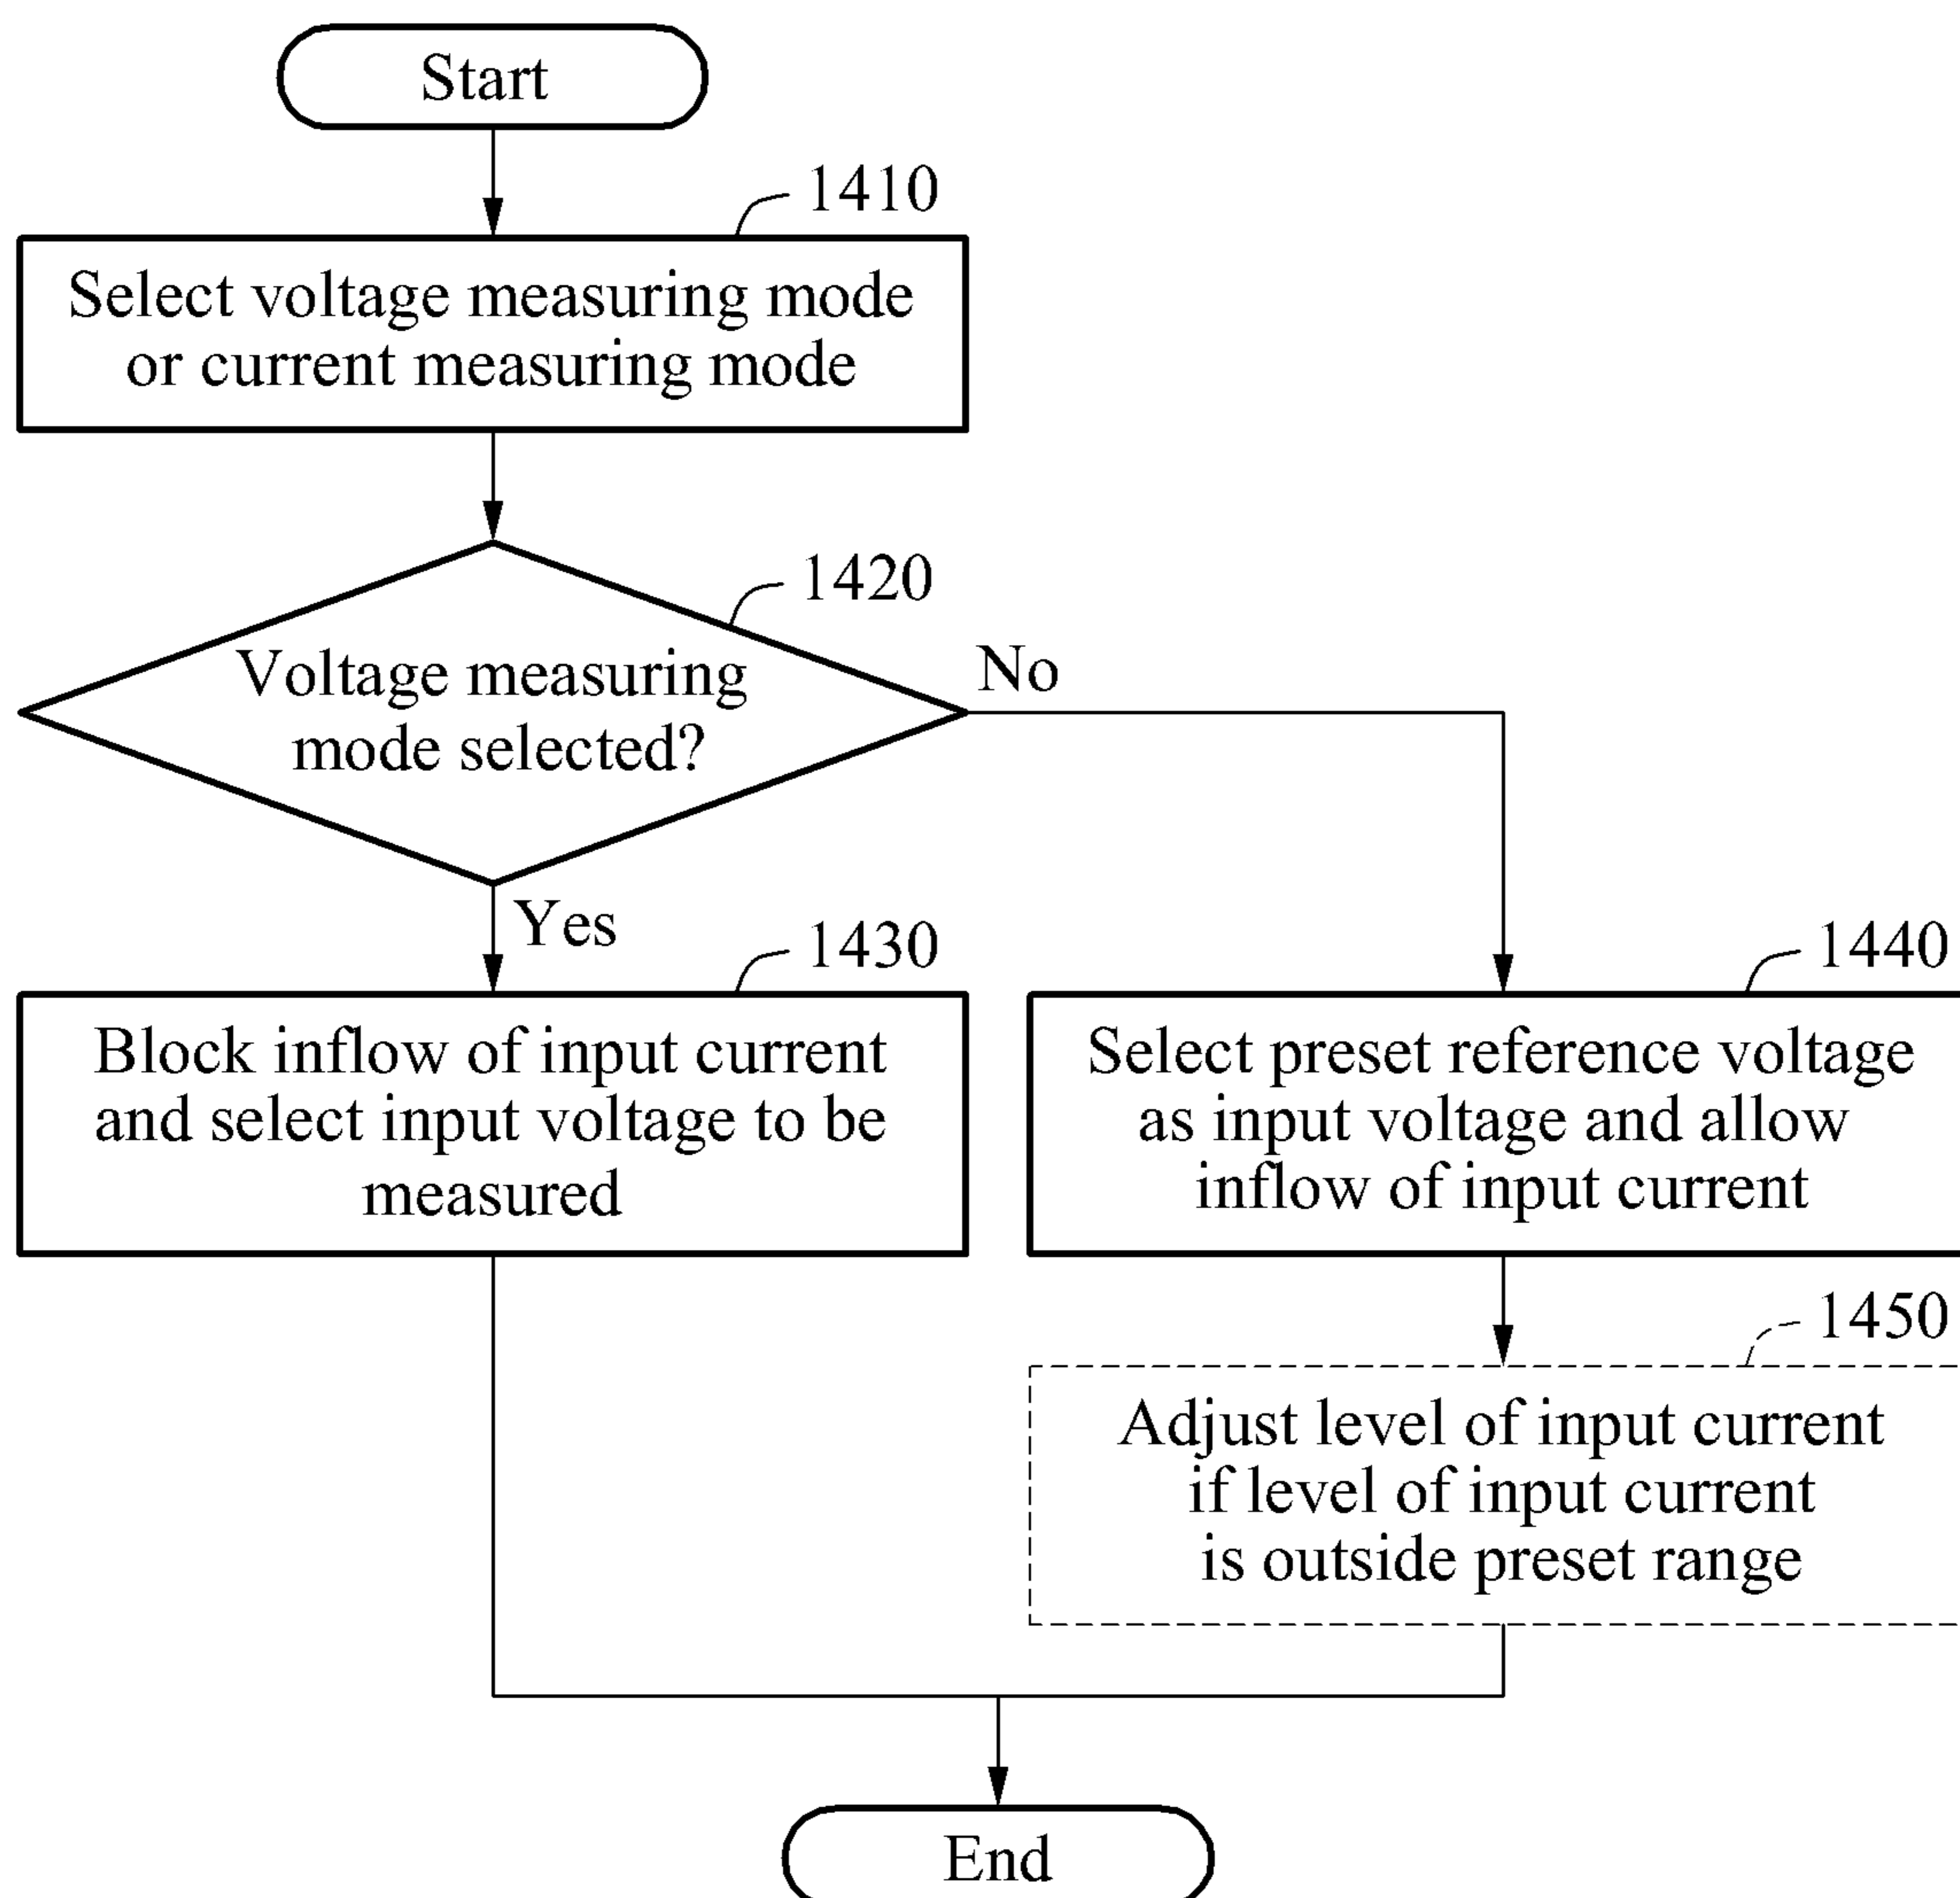 Start
1410
Select voltage measuring mode
or current measuring mode
1420
Voltage measuring
mode selected?
No
Yes
1430
Block inflow of input current
and select input voltage to be
measured
1440
Select preset reference voltage
as input voltage and allow
inflow of input current
1450
Adjust level of input current
if level of input current
is outside preset range
End